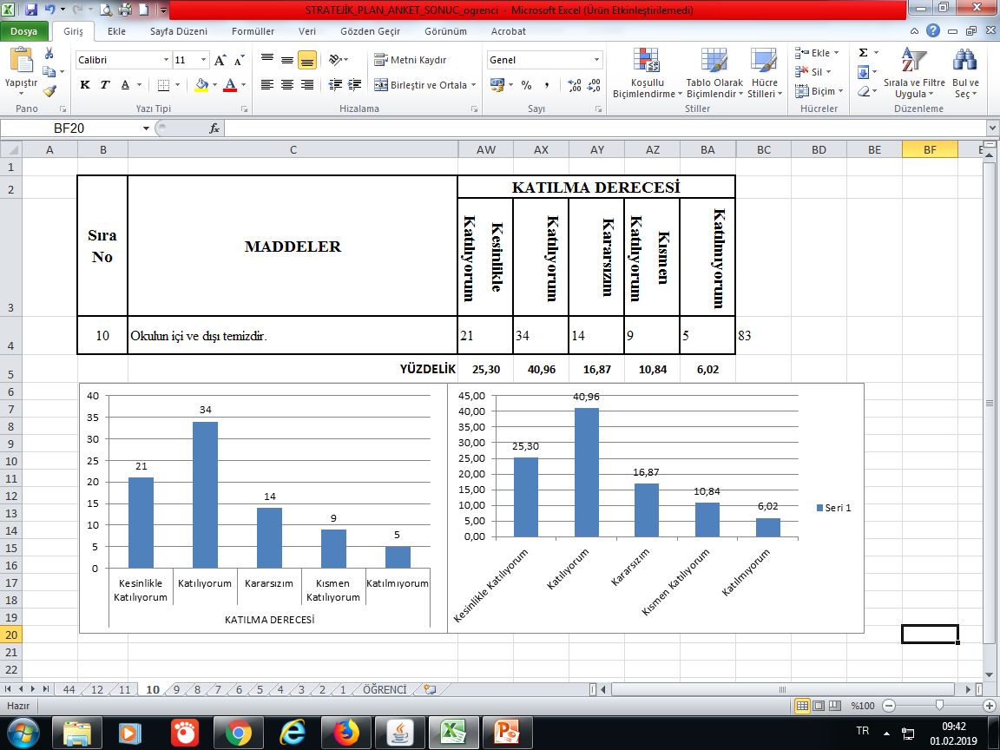 STRATEJİK_PLAN_ANKET_SONUC_ogrenci - Microsoft Excel (Ürün Etkinleştirilemedi)
Dosya Giriş Ekle Sayfa Düzeni Formüller Veri Gözden Geçir Görünüm Acrobat
Yapıştır
Pano
Calibri 11
K T A
Yazı Tipi
Metni Kaydır
Birleştir ve Ortala
Hizalama
Genel
%
Sayı
Koşullu Biçimlendirme
Tablo Olarak Biçimlendir
Hücre Stilleri
Stiller
Ekle
Sil
Biçim
Hücreler
Sırala ve Filtre Uygula
Bul ve Seç
Düzenleme
BF20
fx
A B C AW AX AY AZ BA BC BD BE BF
1
2
3
4
5
6
7
8
9
10
11
12
13
14
15
16
17
18
19
20
21
22
Sıra No
MADDELER
KATILMA DERECESİ
Kesinlikle Katılıyorum
Katılıyorum
Kararsızım
Kısmen Katılıyorum
Katılmıyorum
10 Okulun içi ve dışı temizdir. 21 34 14 9 5 83
YÜZDELİK 25,30 40,96 16,87 10,84 6,02
40
35
30
25
20
15
10
5
0
21
34
14
9
5
Kesinlikle Katılıyorum
Katılıyorum
Kararsızım
Kısmen Katılıyorum
Katılmıyorum
KATILMA DERECESİ
45,00
40,00
35,00
30,00
25,00
20,00
15,00
10,00
5,00
0,00
25,30
40,96
16,87
10,84
6,02
Kesinlikle Katılıyorum
Katılıyorum
Kararsızım
Kısmen Katılıyorum
Katılmıyorum
Seri 1
44 12 11 10 9 8 7 6 5 4 3 2 1 ÖĞRENCİ
Hazır
%100
TR
09:42
01.02.2019